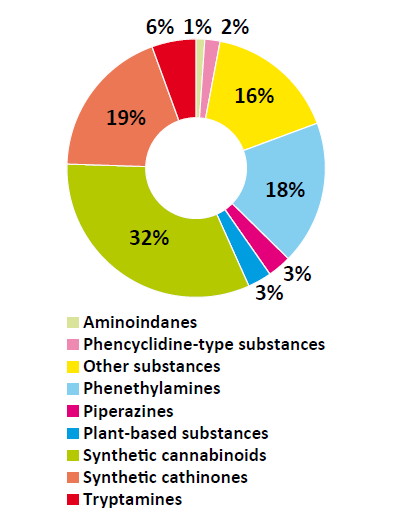 6% 1% 2%
16%
19%
18%
32%
3%
3%
Aminoindanes
Phencyclidine-type substances
Other substances
Phenethylamines
Piperazines
Plant-based substances
Synthetic cannabinoids
Synthetic cathinones
Tryptamines